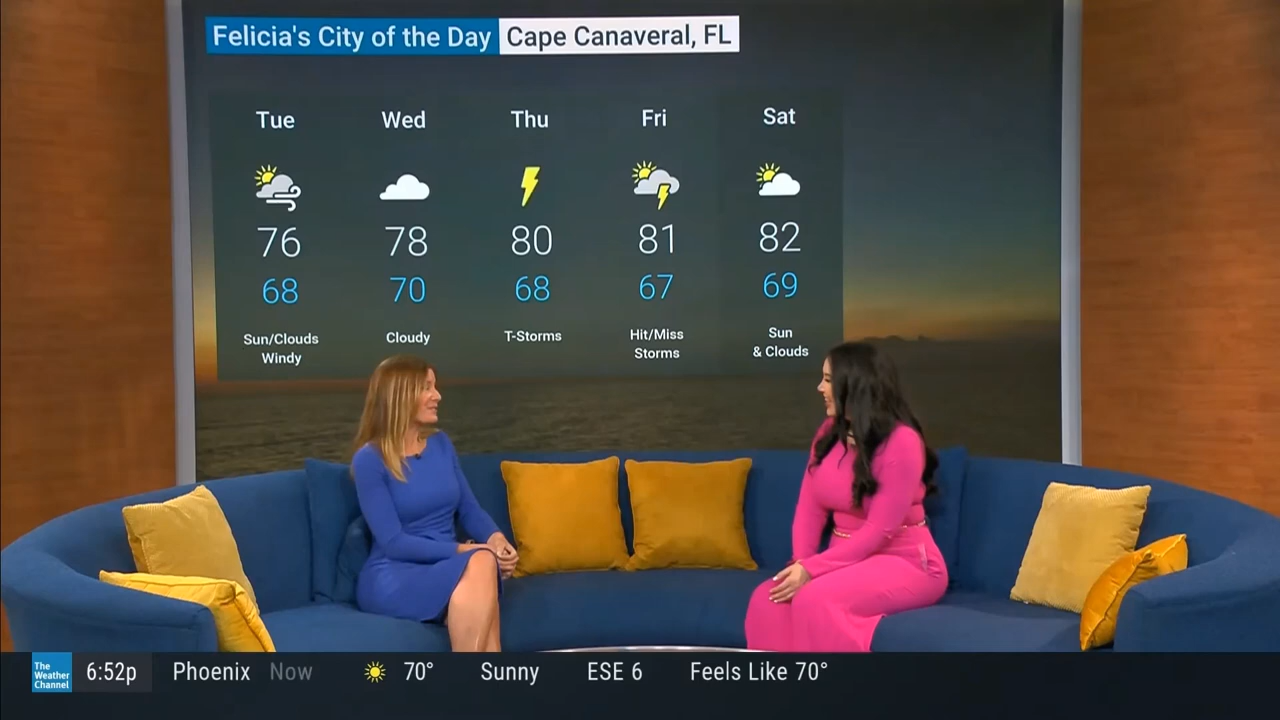 Felicia's City of the Day Cape Canaveral, FL
Tue Wed Thu Fri Sat
76 78 80 81 82
68 70 68 67 69
Sun/Clouds Windy Cloudy T-Storms Hit/Miss Storms Sun & Clouds
The Weather Channel 6:52p Phoenix Now 70° Sunny ESE 6 Feels Like 70°